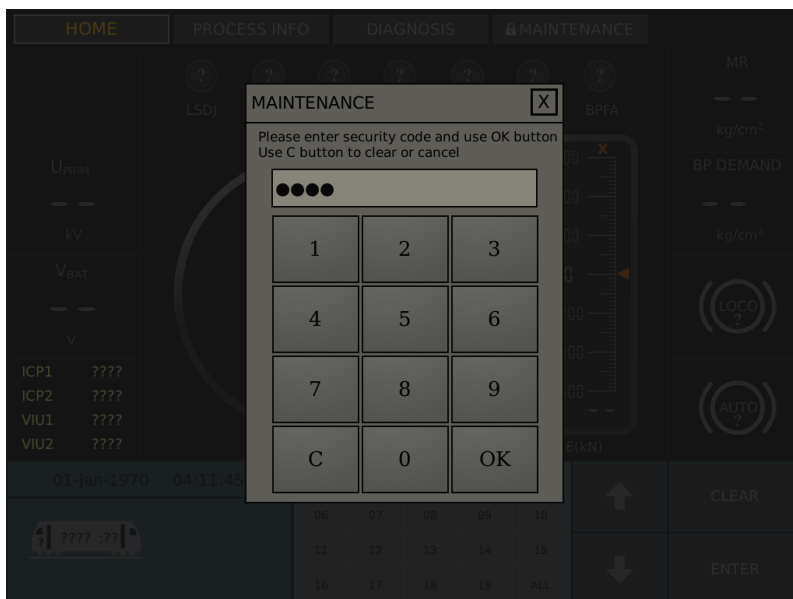 HOME PROCESS INFO DIAGNOSIS MAINTENANCE
? ? ? ? ? ? ?
LSDJ BPFA
MR
-- --
kg/cm²
MAINTENANCE X
Please enter security code and use OK button
Use C button to clear or cancel
●●●●
1 2 3
4 5 6
7 8 9
C 0 OK
X
UPRIM
-- --
kV
VBAT
-- --
V
ICP1 ????
ICP2 ????
VIU1 ????
VIU2 ????
BP DEMAND
-- --
kg/cm²
LOCO
?
AUTO
?
E(kN)
01-Jan-1970 04:11:45
? ???? :??
06 07 08 09 10
11 12 13 14 15
16 17 18 19 ALL
CLEAR
ENTER